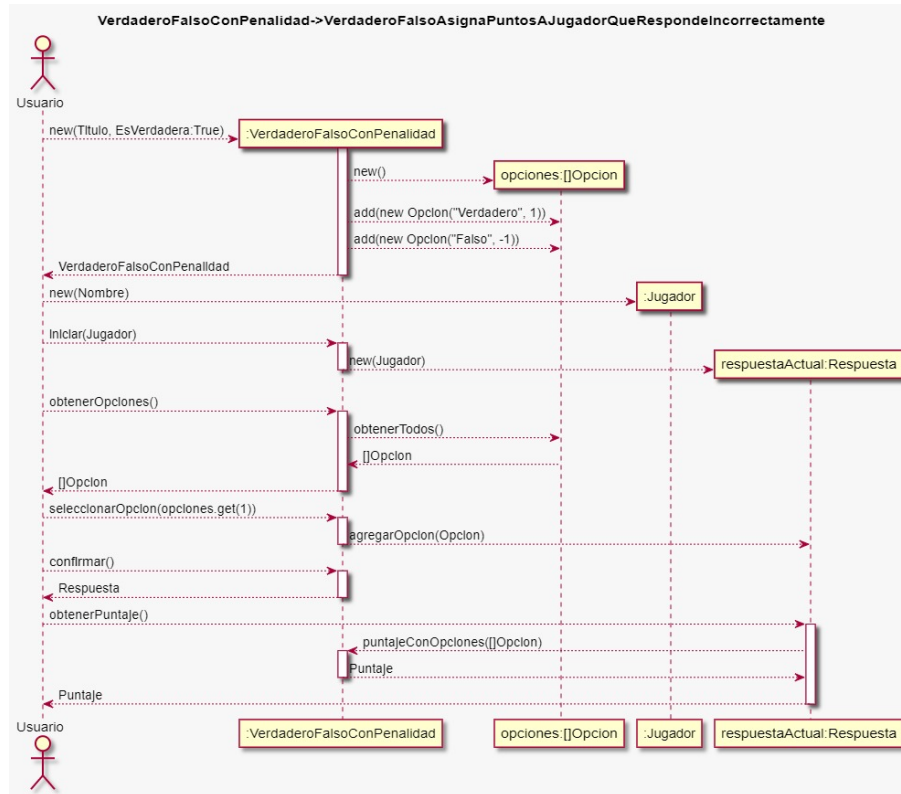 VerdaderoFalsoConPenalidad->VerdaderoFalsoAsignaPuntosAJugadorQueRespondeIncorrectamente
Usuario
new(Titulo, EsVerdadera:True)
:VerdaderoFalsoConPenalidad
new()
opciones:[]Opcion
add(new Opcion("Verdadero", 1))
add(new Opcion("Falso", -1))
VerdaderoFalsoConPenalidad
new(Nombre)
:Jugador
iniciar(Jugador)
new(Jugador)
respuestaActual:Respuesta
obtenerOpciones()
obtenerTodos()
[]Opcion
[]Opcion
seleccionarOpcion(opciones.get(1))
agregarOpcion(Opcion)
confirmar()
Respuesta
obtenerPuntaje()
puntajeConOpciones([]Opcion)
Puntaje
Puntaje
Usuario
:VerdaderoFalsoConPenalidad
opciones:[]Opcion
:Jugador
respuestaActual:Respuesta